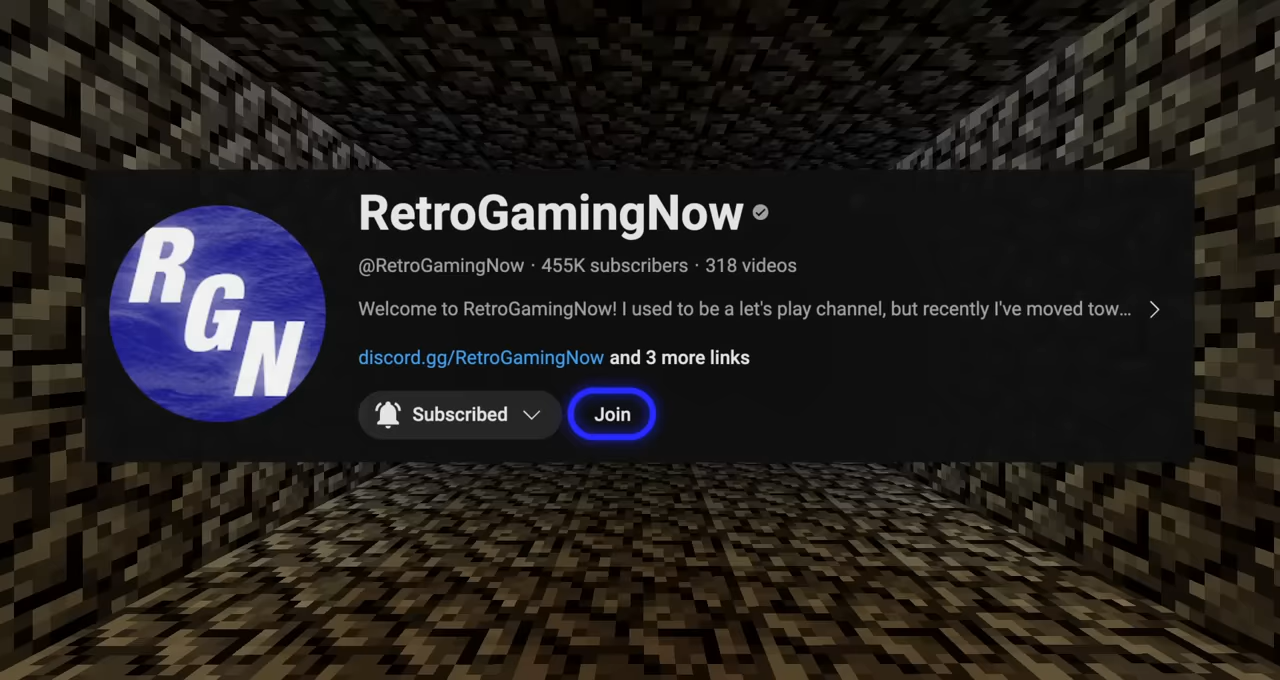 RGN
RetroGamingNow
@RetroGamingNow · 455K subscribers · 318 videos
Welcome to RetroGamingNow! I used to be a let's play channel, but recently I've moved tow...
discord.gg/RetroGamingNow and 3 more links
Subscribed Join